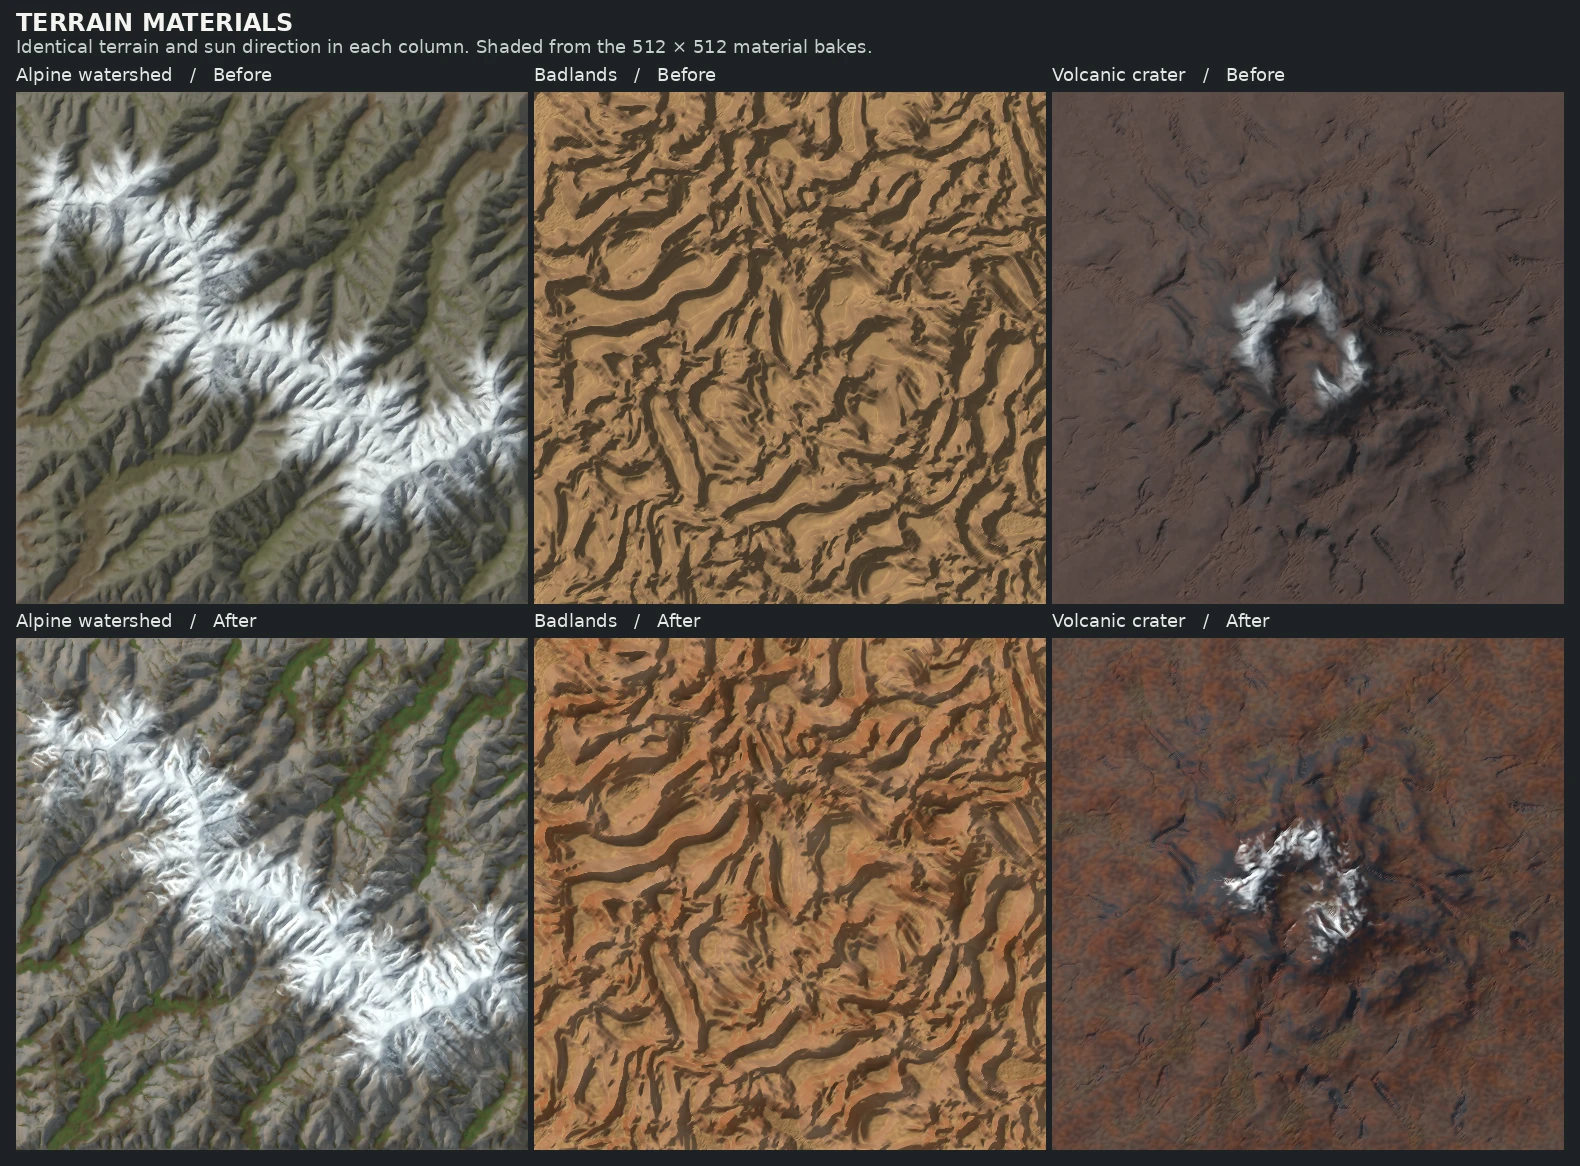 TERRAIN MATERIALS
Identical terrain and sun direction in each column. Shaded from the 512 × 512 material bakes.
Alpine watershed / Before
Badlands / Before
Volcanic crater / Before
Alpine watershed / After
Badlands / After
Volcanic crater / After